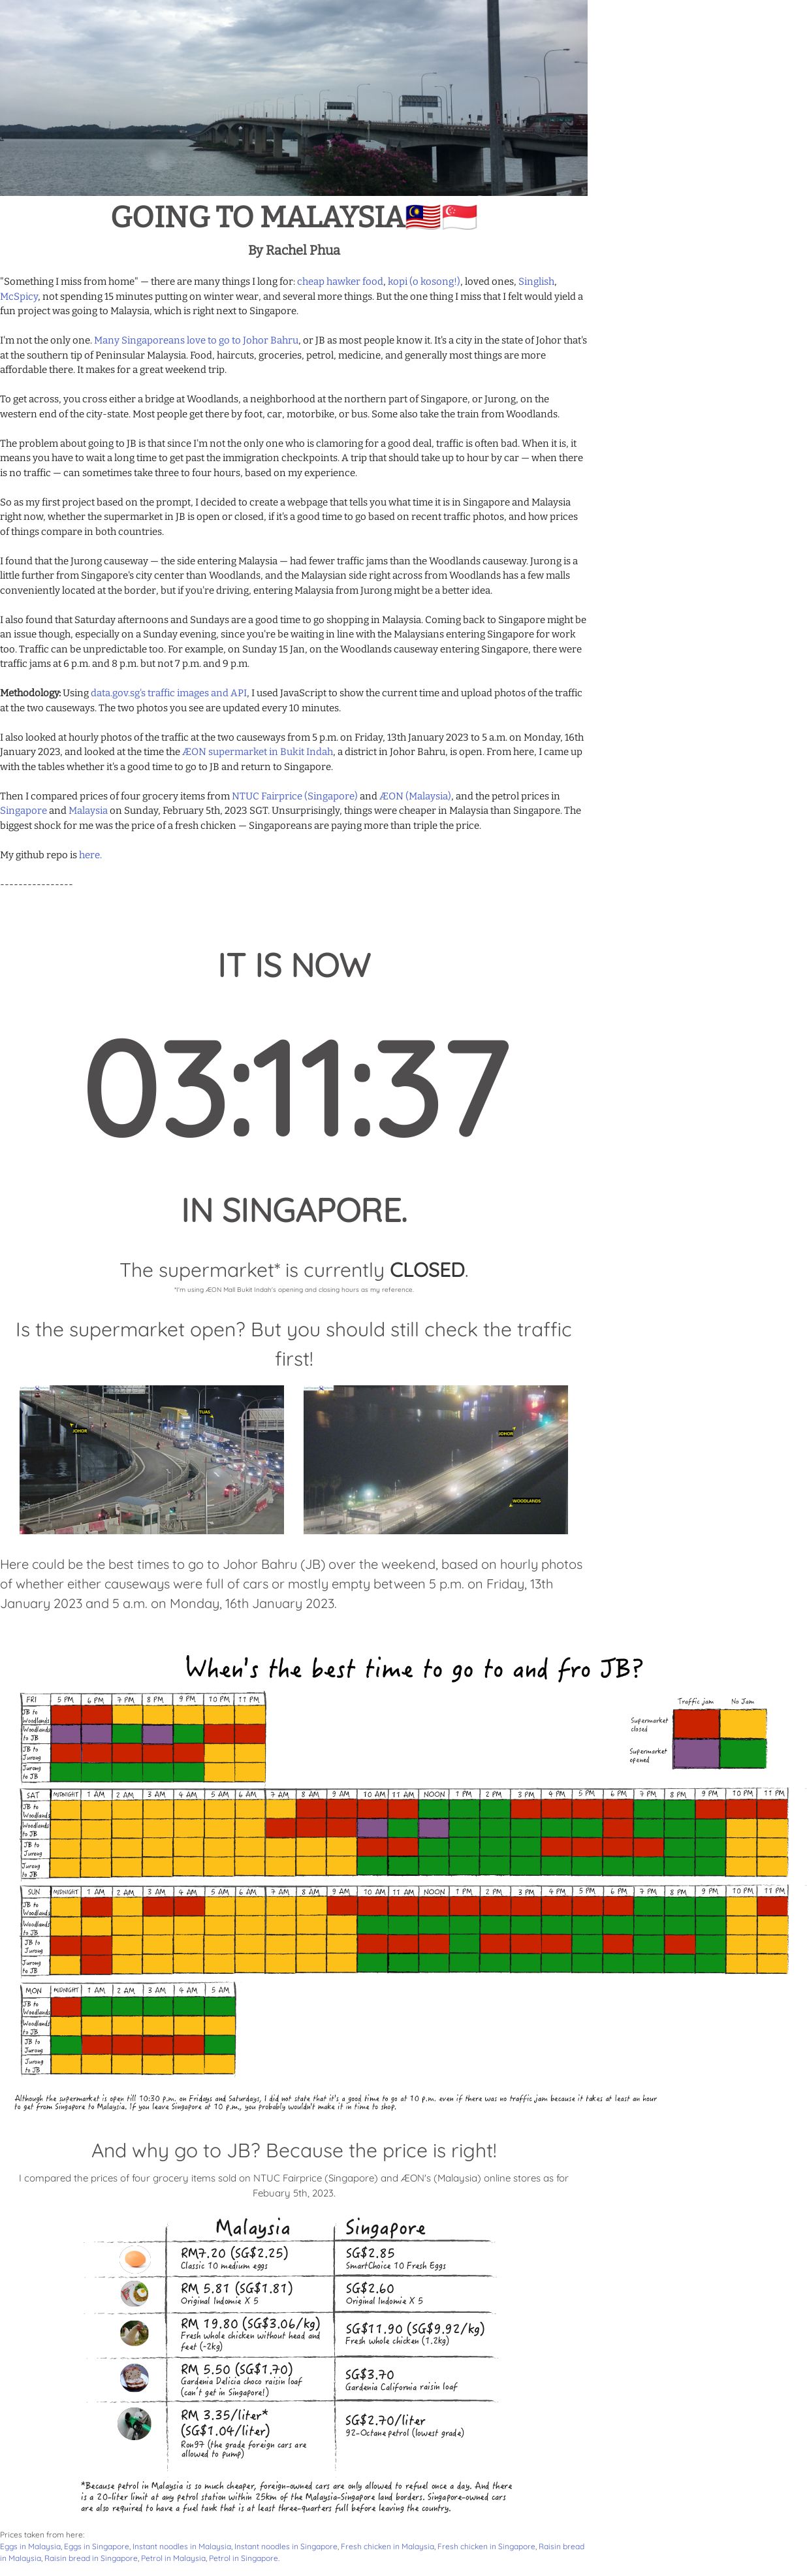 GOING TO MALAYSIA🇲🇾🇸🇬
By Rachel Phua
"Something I miss from home" — there are many things I long for: cheap hawker food, kopi (o kosong!), loved ones, Singlish,
McSpicy, not spending 15 minutes putting on winter wear, and several more things. But the one thing I miss that I felt would yield a
fun project was going to Malaysia, which is right next to Singapore.
I'm not the only one. Many Singaporeans love to go to Johor Bahru, or JB as most people know it. It's a city in the state of Johor that's
at the southern tip of Peninsular Malaysia. Food, haircuts, groceries, petrol, medicine, and generally most things are more
affordable there. It makes for a great weekend trip.
To get across, you cross either a bridge at Woodlands, a neighborhood at the northern part of Singapore, or Jurong, on the
western end of the city-state. Most people get there by foot, car, motorbike, or bus. Some also take the train from Woodlands.
The problem about going to JB is that since I'm not the only one who is clamoring for a good deal, traffic is often bad. When it is, it
means you have to wait a long time to get past the immigration checkpoints. A trip that should take up to hour by car — when there
is no traffic — can sometimes take three to four hours, based on my experience.
So as my first project based on the prompt, I decided to create a webpage that tells you what time it is in Singapore and Malaysia
right now, whether the supermarket in JB is open or closed, if it's a good time to go based on recent traffic photos, and how prices
of things compare in both countries.
I found that the Jurong causeway — the side entering Malaysia — had fewer traffic jams than the Woodlands causeway. Jurong is a
little further from Singapore's city center than Woodlands, and the Malaysian side right across from Woodlands has a few malls
conveniently located at the border, but if you're driving, entering Malaysia from Jurong might be a better idea.
I also found that Saturday afternoons and Sundays are a good time to go shopping in Malaysia. Coming back to Singapore might be
an issue though, especially on a Sunday evening, since you're be waiting in line with the Malaysians entering Singapore for work
too. Traffic can be unpredictable too. For example, on Sunday 15 Jan, on the Woodlands causeway entering Singapore, there were
traffic jams at 6 p.m. and 8 p.m. but not 7 p.m. and 9 p.m.
Methodology: Using data.gov.sg's traffic images and API, I used JavaScript to show the current time and upload photos of the traffic
at the two causeways. The two photos you see are updated every 10 minutes.
I also looked at hourly photos of the traffic at the two causeways from 5 p.m. on Friday, 13th January 2023 to 5 a.m. on Monday, 16th
January 2023, and looked at the time the ÆON supermarket in Bukit Indah, a district in Johor Bahru, is open. From here, I came up
with the tables whether it's a good time to go to JB and return to Singapore.
Then I compared prices of four grocery items from NTUC Fairprice (Singapore) and ÆON (Malaysia), and the petrol prices in
Singapore and Malaysia on Sunday, February 5th, 2023 SGT. Unsurprisingly, things were cheaper in Malaysia than Singapore. The
biggest shock for me was the price of a fresh chicken — Singaporeans are paying more than triple the price.
My github repo is here.
----------------
IT IS NOW
03:11:37
IN SINGAPORE.
The supermarket* is currently CLOSED.
*I'm using ÆON Mall Bukit Indah's opening and closing hours as my reference.
Is the supermarket open? But you should still check the traffic
first!
JOHOR TUAS
JOHOR
WOODLANDS
Here could be the best times to go to Johor Bahru (JB) over the weekend, based on hourly photos
of whether either causeways were full of cars or mostly empty between 5 p.m. on Friday, 13th
January 2023 and 5 a.m. on Monday, 16th January 2023.
When's the best time to go to and fro JB?
Traffic jam No Jam
Supermarket closed
Supermarket opened
FRI 5 PM 6 PM 7 PM 8 PM 9 PM 10 PM 11 PM
JB to Woodlands
Woodlands to JB
JB to Jurong
Jurong to JB
SAT MIDNIGHT 1 AM 2 AM 3 AM 4 AM 5 AM 6 AM 7 AM 8 AM 9 AM 10 AM 11 AM NOON 1 PM 2 PM 3 PM 4 PM 5 PM 6 PM 7 PM 8 PM 9 PM 10 PM 11 PM
JB to Woodlands
Woodlands to JB
JB to Jurong
Jurong to JB
SUN MIDNIGHT 1 AM 2 AM 3 AM 4 AM 5 AM 6 AM 7 AM 8 AM 9 AM 10 AM 11 AM NOON 1 PM 2 PM 3 PM 4 PM 5 PM 6 PM 7 PM 8 PM 9 PM 10 PM 11 PM
JB to Woodlands
Woodlands to JB
JB to Jurong
Jurong to JB
MON MIDNIGHT 1 AM 2 AM 3 AM 4 AM 5 AM
JB to Woodlands
Woodlands to JB
JB to Jurong
Jurong to JB
Although the supermarket is open till 10:30 p.m. on Fridays and Saturdays, I did not state that it's a good time to go at 10 p.m. even if there was no traffic jam because it takes at least an hour
to get from Singapore to Malaysia. If you leave Singapore at 10 p.m., you probably wouldn't make it in time to shop.
And why go to JB? Because the price is right!
I compared the prices of four grocery items sold on NTUC Fairprice (Singapore) and ÆON's (Malaysia) online stores as for
Febuary 5th, 2023.
Malaysia Singapore
RM7.20 (SG$2.25) SG$2.85
Classic 10 medium eggs SmartChoice 10 Fresh Eggs
RM 5.81 (SG$1.81) SG$2.60
Original Indomie X 5 Original Indomie X 5
RM 19.80 (SG$3.06/kg) SG$11.90 (SG$9.92/kg)
Fresh whole chicken without head and Fresh whole chicken (1.2kg)
feet (~2kg)
RM 5.50 (SG$1.70) SG$3.70
Gardenia Delicia choco raisin loaf Gardenia California raisin loaf
(can't get in Singapore!)
RM 3.35/liter* SG$2.70/liter
(SG$1.04/liter) 92-Octane petrol (lowest grade)
Ron97 (the grade foreign cars are
allowed to pump)
*Because petrol in Malaysia is so much cheaper, foreign-owned cars are only allowed to refuel once a day. And there
is a 20-liter limit at any petrol station within 25km of the Malaysia-Singapore land borders. Singapore-owned cars
are also required to have a fuel tank that is at least three-quarters full before leaving the country.
Prices taken from here:
Eggs in Malaysia, Eggs in Singapore, Instant noodles in Malaysia, Instant noodles in Singapore, Fresh chicken in Malaysia, Fresh chicken in Singapore, Raisin bread
in Malaysia, Raisin bread in Singapore, Petrol in Malaysia, Petrol in Singapore.